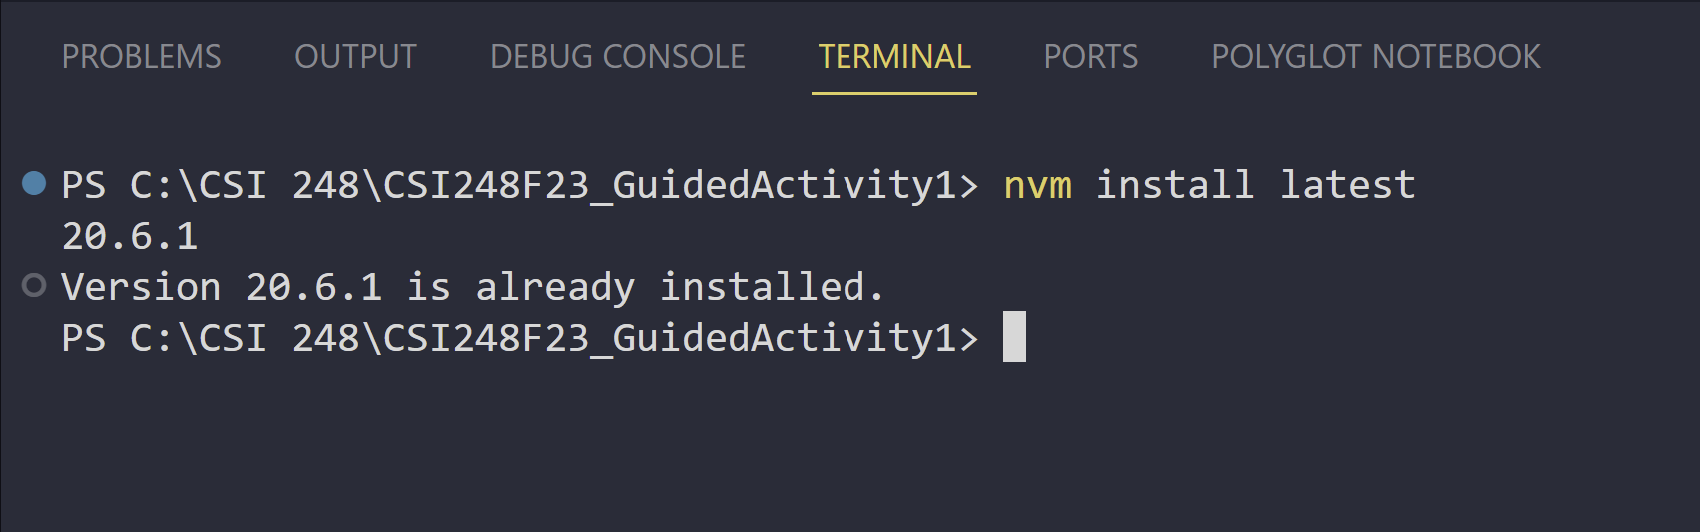 PROBLEMS OUTPUT DEBUG CONSOLE TERMINAL PORTS POLYGLOT NOTEBOOK
PS C:\CSI 248\CSI248F23_GuidedActivity1> nvm install latest
20.6.1
Version 20.6.1 is already installed.
PS C:\CSI 248\CSI248F23_GuidedActivity1>